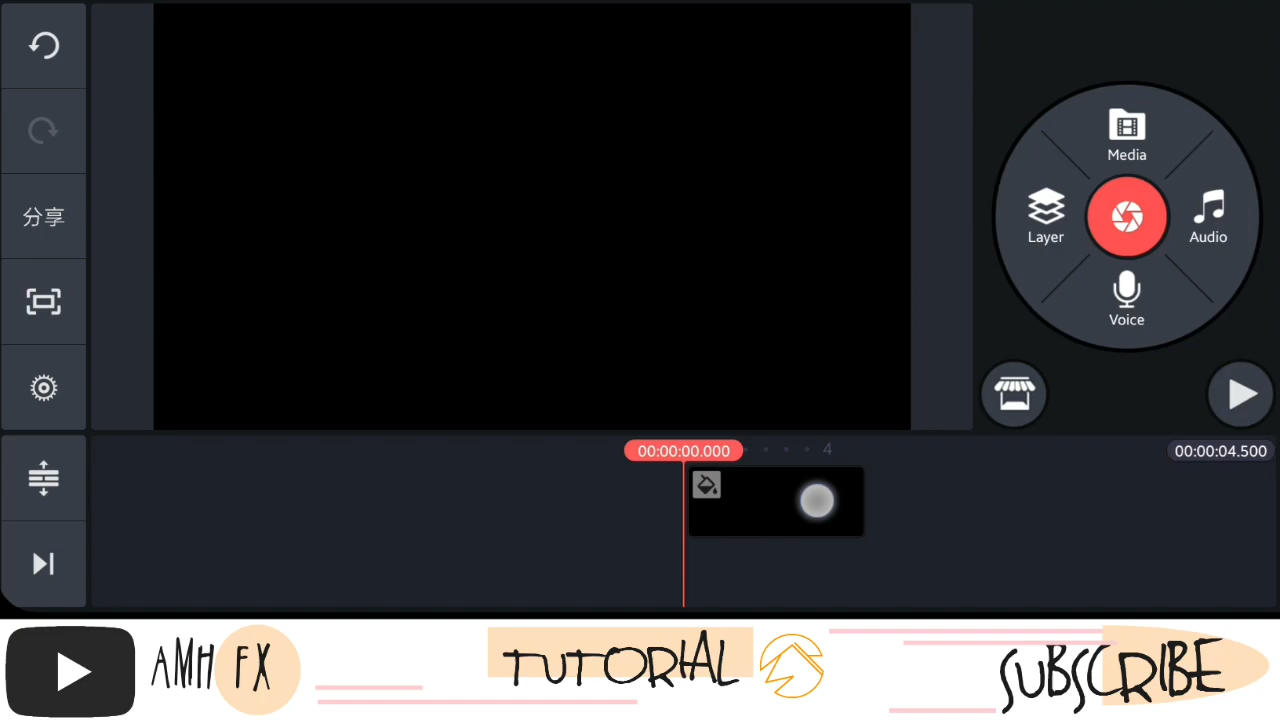 Media
Layer
Audio
Voice
分享
00:00:00.000
4
00:00:04.500
AMH FX
TUTORIAL
SUBSCRIBE